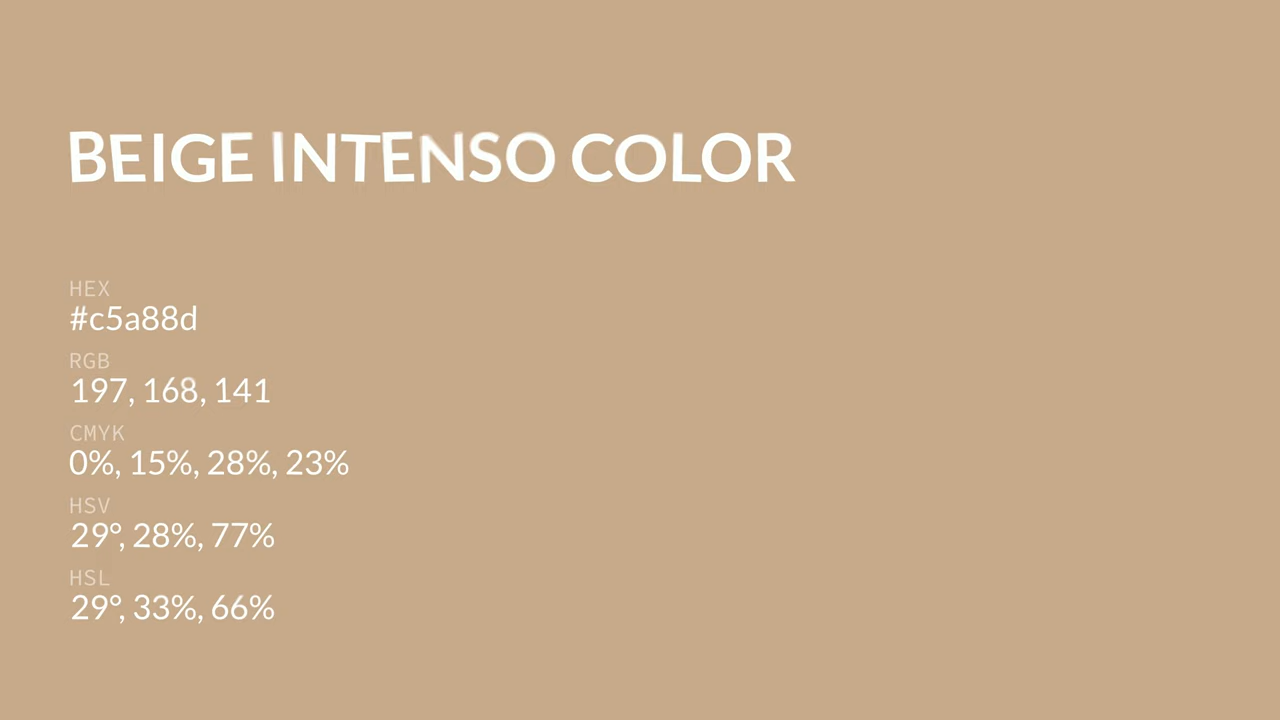 BEIGE INTENSO COLOR
HEX
#c5a88d
RGB
197, 168, 141
CMYK
0%, 15%, 28%, 23%
HSV
29°, 28%, 77%
HSL
29°, 33%, 66%